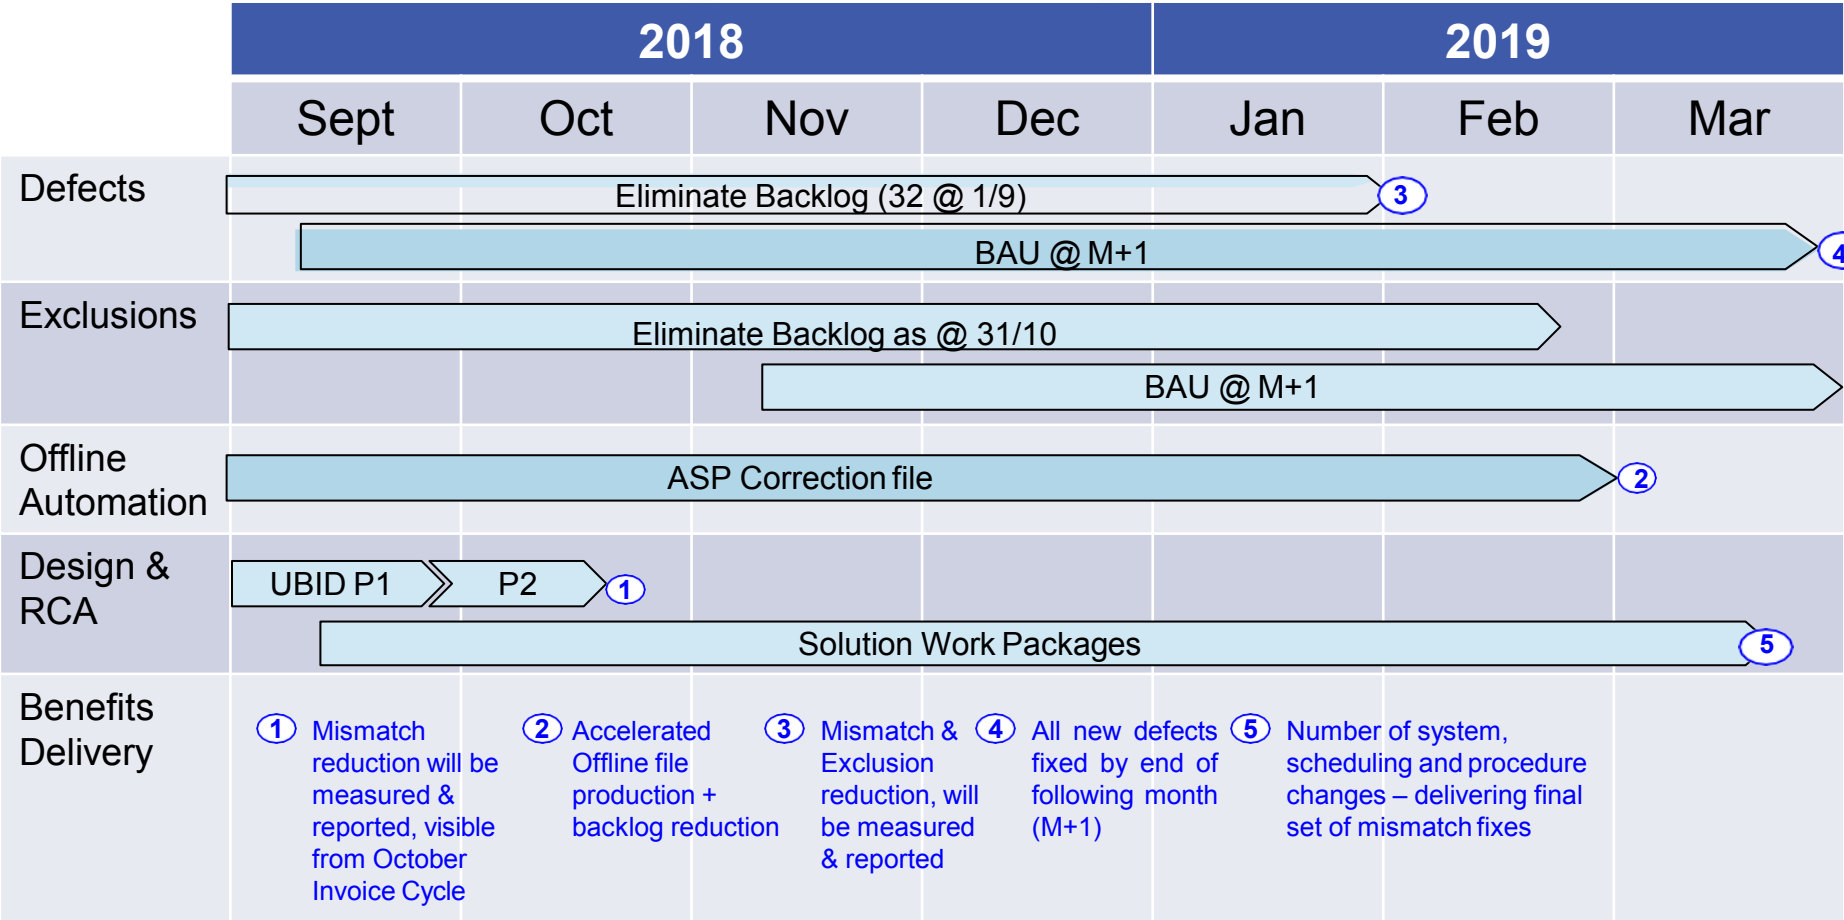 2018 2019
Sept Oct Nov Dec Jan Feb Mar
Defects
Eliminate Backlog (32 @ 1/9) 3
BAU @ M+1 4
Exclusions
Eliminate Backlog as @ 31/10
BAU @ M+1
Offline
Automation
ASP Correction file 2
Design &
RCA
UBID P1 P2 1
Solution Work Packages 5
Benefits
Delivery
1 Mismatch
reduction will be
measured &
reported, visible
from October
Invoice Cycle
2 Accelerated
Offline file
production +
backlog reduction
3 Mismatch &
Exclusion
reduction, will
be measured
& reported
4 All new defects
fixed by end of
following month
(M+1)
5 Number of system,
scheduling and procedure
changes – delivering final
set of mismatch fixes